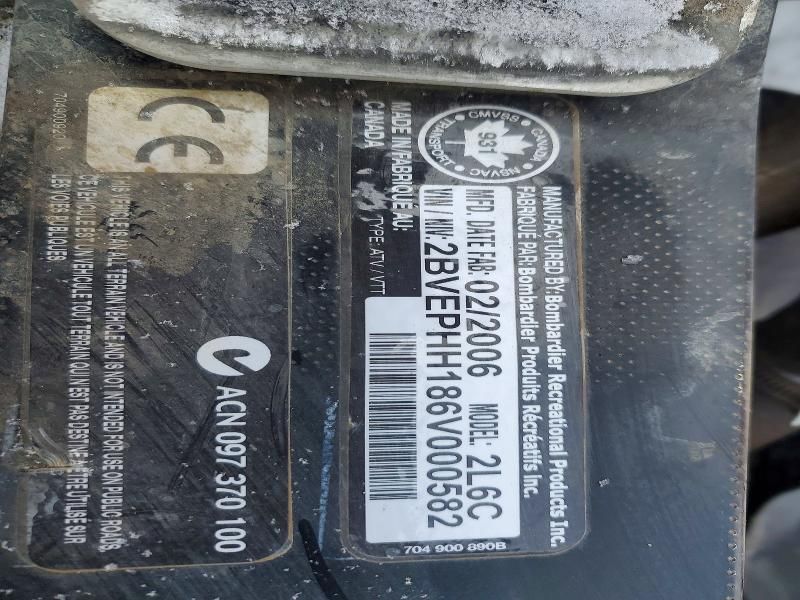 MANUFACTURED BY: Bombardier Recreational Products Inc.
FABRIQUÉ PAR: Bombardier Produits Récréatifs Inc.
MFD. DATE FAB: 02/2006 MODEL: 2L6C
VIN / NIV: 2BVEPHH186V000582
CMVSS CANADA NSVAC TRANSPORT
931
MADE IN/FABRIQUÉ AU:
CANADA
TYPE: ATV / VTT
704 900 890B
CE
ACN 097 370 100
THIS VEHICLE IS AN ALL TERRAIN VEHICLE AND IS NOT INTENDED FOR USE ON PUBLIC ROADS.
CE VÉHICULE EST UN VÉHICULE TOUT TERRAIN QUI N'EST PAS DESTINÉ À ÊTRE UTILISÉ SUR
LES VOIES PUBLIQUES